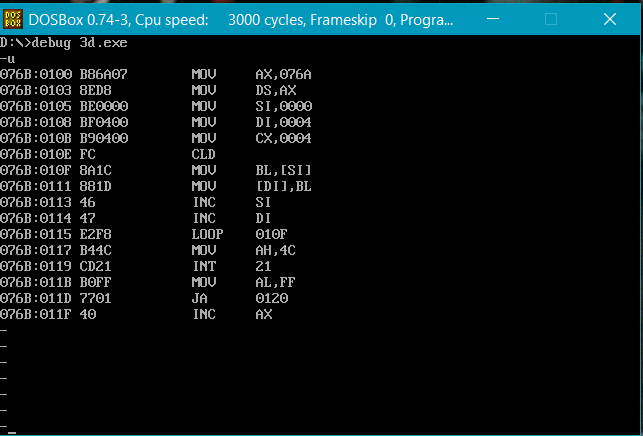 DOS
BOX
DOSBox 0.74-3, Cpu speed: 3000 cycles, Frameskip 0, Progra...
D:\>debug 3d.exe
-u
076B:0100 B86A07 MOV AX,076A
076B:0103 8ED8 MOV DS,AX
076B:0105 BE0000 MOV SI,0000
076B:0108 BF0400 MOV DI,0004
076B:010B B90400 MOV CX,0004
076B:010E FC CLD
076B:010F 8A1C MOV BL,[SI]
076B:0111 881D MOV [DI],BL
076B:0113 46 INC SI
076B:0114 47 INC DI
076B:0115 E2F8 LOOP 010F
076B:0117 B44C MOV AH,4C
076B:0119 CD21 INT 21
076B:011B B0FF MOV AL,FF
076B:011D 7701 JA 0120
076B:011F 40 INC AX
-
-
-
-
-
-
-_